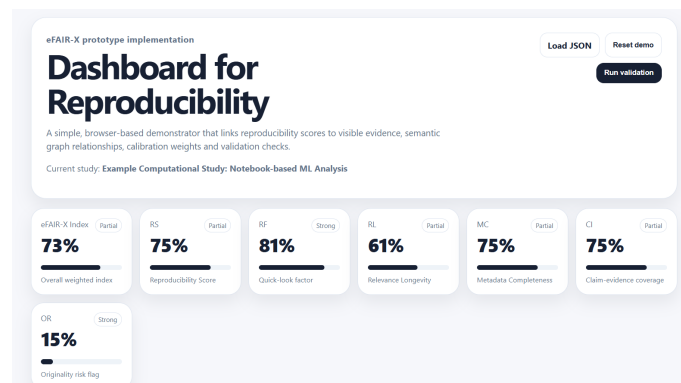 eFAIR-X prototype implementation
Load JSON
Reset demo
Run validation
Dashboard for
Reproducibility
A simple, browser-based demonstrator that links reproducibility scores to visible evidence, semantic
graph relationships, calibration weights and validation checks.
Current study: Example Computational Study: Notebook-based ML Analysis
eFAIR-X Index Partial
73%
Overall weighted index
RS Partial
75%
Reproducibility Score
RF Strong
81%
Quick-look factor
RL Partial
61%
Relevance Longevity
MC Partial
75%
Metadata Completeness
CI Partial
75%
Claim-evidence coverage
OR Strong
15%
Originality risk flag